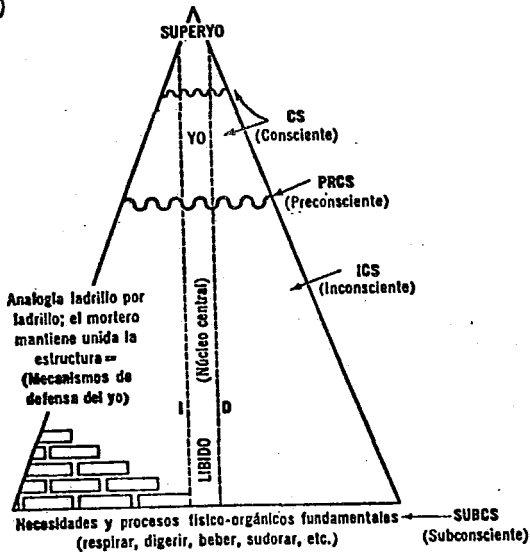 )
SUPERYO
CS
(Consciente)
YO
PRCS
(Preconsciente)
ICS
(Inconsciente)
Analogía ladrillo por
ladrillo; el mortero
mantiene unida la
estructura =
(Mecanismos de
defensa del yo)
(Núcleo central)
I D
LIBIDO
Necesidades y procesos físico-orgánicos fundamentales
(respirar, digerir, beber, sudorar, etc.)
SUBCS
(Subconsciente)